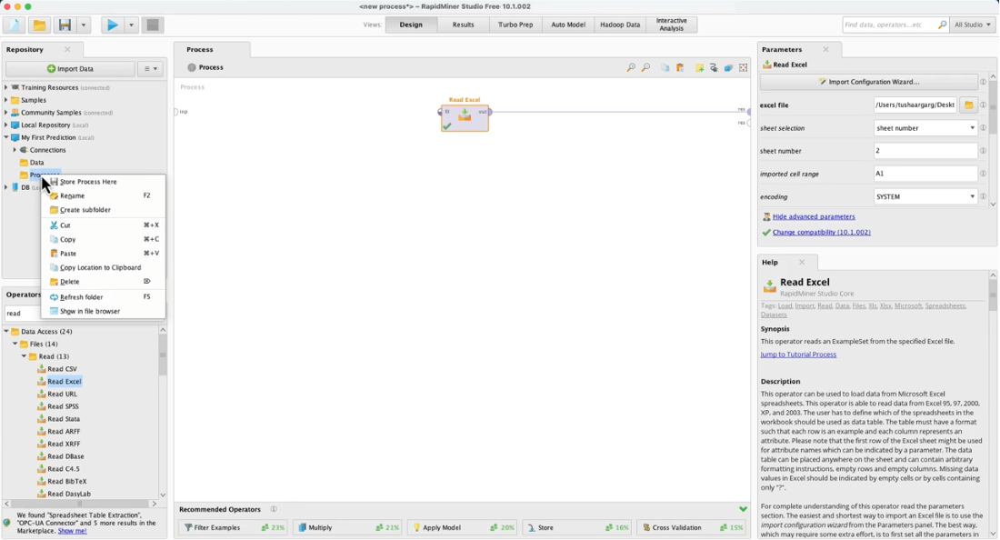 <new process*> – RapidMiner Studio Free 10.1.002
Views: Design Results Turbo Prep Auto Model Hadoop Data Interactive Analysis
Find data, operators...etc All Studio
Repository
Import Data
Training Resources (connected)
Samples
Community Samples (connected)
Local Repository (Local)
My First Prediction (Local)
Connections
Data
DB
Store Process Here
Rename F2
Create subfolder
Cut ⌘+X
Copy ⌘+C
Paste ⌘+V
Copy Location to Clipboard
Delete ⌦
Refresh folder F5
Show in file browser
Operators
read
Data Access (24)
Files (14)
Read (13)
Read CSV
Read Excel
Read URL
Read SPSS
Read Stata
Read ARFF
Read XRFF
Read DBase
Read C4.5
Read BibTeX
Read DasyLab
We found "Spreadsheet Table Extraction",
"OPC-UA Connector" and 5 more results in the
Marketplace. Show me!
Process
Process
Process
inp
Read Excel
fil out
res
res
Recommended Operators
Filter Examples 23%
Multiply 21%
Apply Model 20%
Store 16%
Cross Validation 15%
Parameters
Read Excel
Import Configuration Wizard...
excel file /Users/tushaargarg/Deskt
sheet selection sheet number
sheet number 2
imported cell range A1
encoding SYSTEM
Hide advanced parameters
Change compatibility (10.1.002)
Help
Read Excel
RapidMiner Studio Core
Tags: Load, Import, Read, Data, Files, Xls, Xlsx, Microsoft, Spreadsheets,
Datasets
Synopsis
This operator reads an ExampleSet from the specified Excel file.
Jump to Tutorial Process
Description
This operator can be used to load data from Microsoft Excel
spreadsheets. This operator is able to read data from Excel 95, 97, 2000,
XP, and 2003. The user has to define which of the spreadsheets in the
workbook should be used as data table. The table must have a format
such that each row is an example and each column represents an
attribute. Please note that the first row of the Excel sheet might be used
for attribute names which can be indicated by a parameter. The data
table can be placed anywhere on the sheet and can contain arbitrary
formatting instructions, empty rows and empty columns. Missing data
values in Excel should be indicated by empty cells or by cells containing
only "?".
For complete understanding of this operator read the parameters
section. The easiest and shortest way to import an Excel file is to use the
import configuration wizard from the Parameters panel. The best way,
which may require some extra effort, is to first set all the parameters in